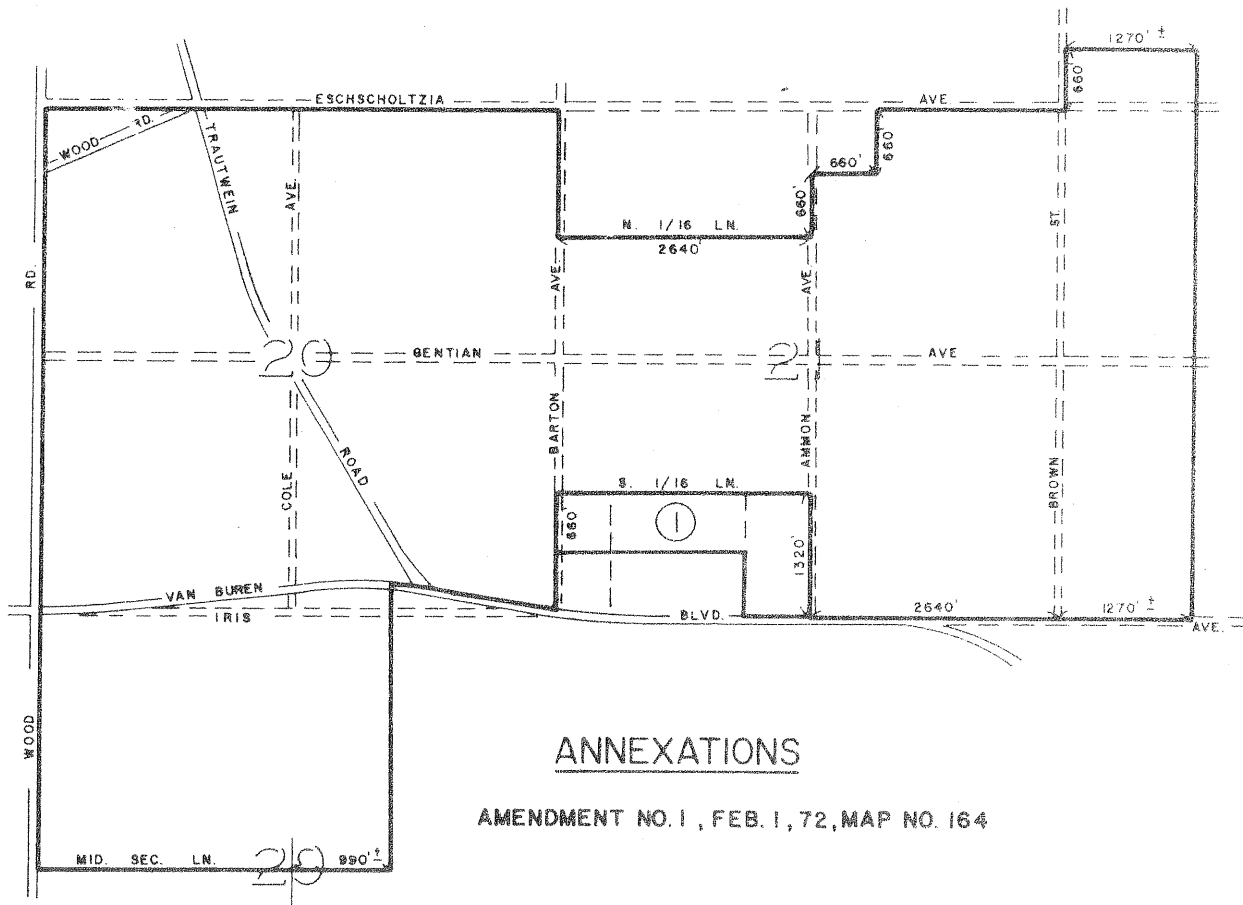 1270' ±
660'
ESCHSCHOLTZIA AVE.
WOOD RD.
TRAUTWEIN
AVE.
660'
660'
660'
N. 1/16 LN.
2640'
ST.
RD.
AVE
AVE
20
BENTIAN AVE
2
BARTON
AMMON
ROAD
COLE
BROWN
S. 1/16 LN.
660'
1
1320'
VAN BUREN
IRIS
BLVD.
2640'
1270' ±
AVE.
WOOD
ANNEXATIONS
AMENDMENT NO. 1, FEB. 1, 72, MAP NO. 164
MID. SEC. LN.
29
990' ±